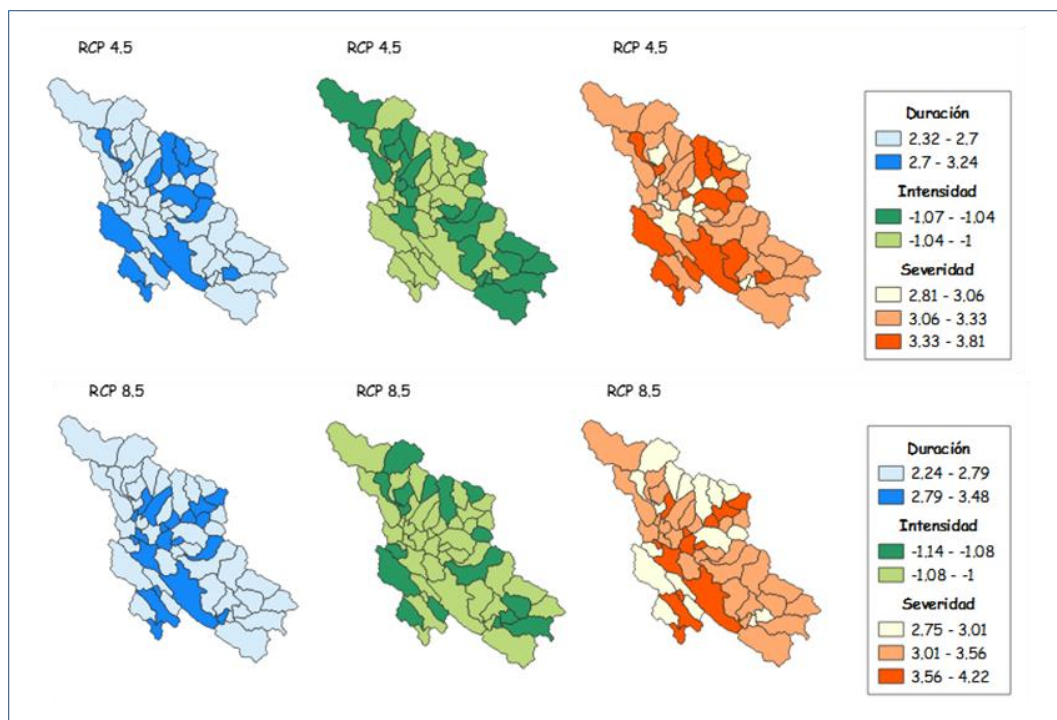 RCP 4.5
RCP 4.5
RCP 4.5
Duración
2.32 - 2.7
2.7 - 3.24
Intensidad
-1.07 - -1.04
-1.04 - -1
Severidad
2.81 - 3.06
3.06 - 3.33
3.33 - 3.81
RCP 8.5
RCP 8.5
RCP 8.5
Duración
2.24 - 2.79
2.79 - 3.48
Intensidad
-1.14 - -1.08
-1.08 - -1
Severidad
2.75 - 3.01
3.01 - 3.56
3.56 - 4.22